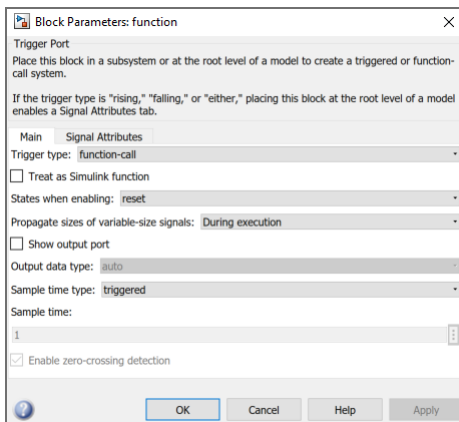 Block Parameters: function
Trigger Port
Place this block in a subsystem or at the root level of a model to create a triggered or function-
call system.
If the trigger type is "rising," "falling," or "either," placing this block at the root level of a model
enables a Signal Attributes tab.
Main Signal Attributes
Trigger type: function-call
Treat as Simulink function
States when enabling: reset
Propagate sizes of variable-size signals: During execution
Show output port
Output data type: auto
Sample time type: triggered
Sample time:
1
Enable zero-crossing detection
? OK Cancel Help Apply